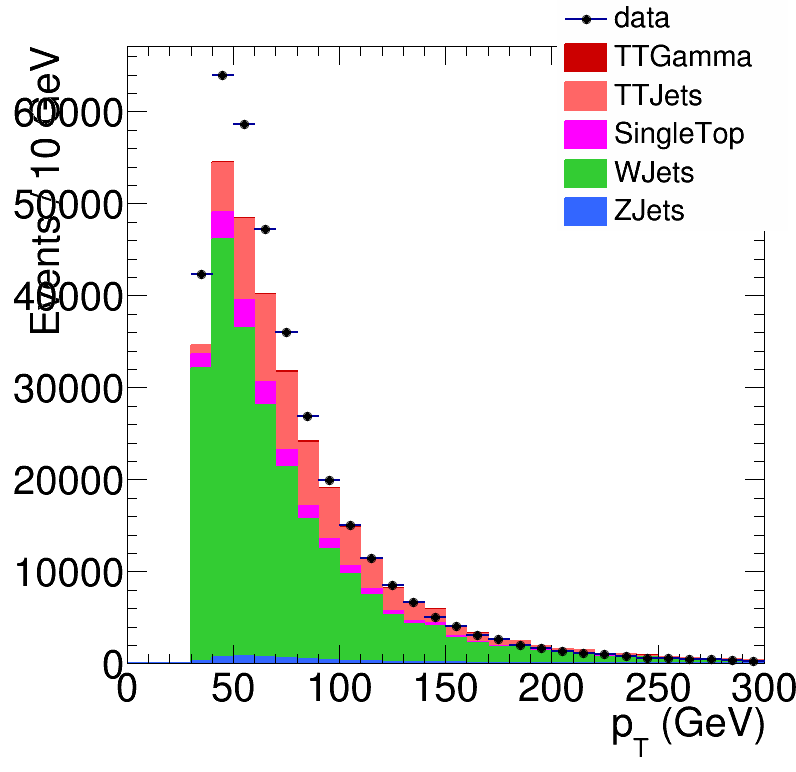 data
TTGamma
TTJets
SingleTop
WJets
ZJets
Events / 10 GeV
60000
50000
40000
30000
20000
10000
0
0 50 100 150 200 250 300
p_T (GeV)